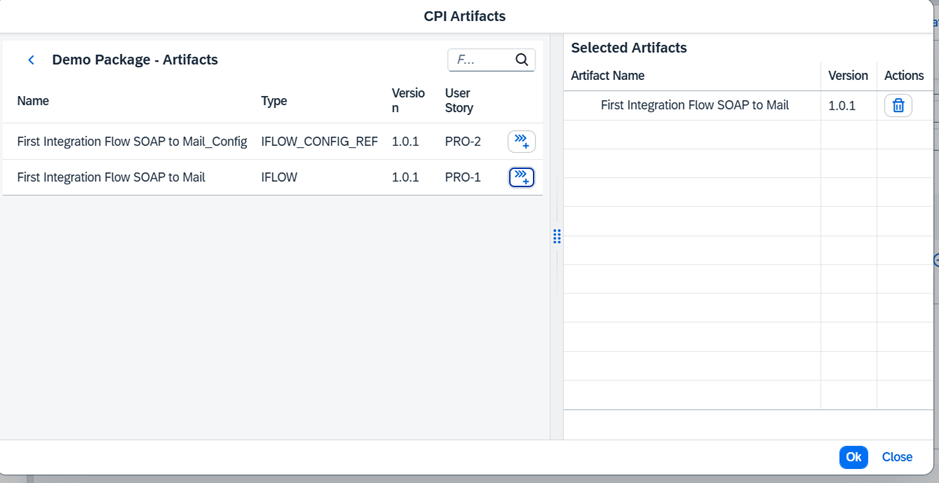 CPI Artifacts
Demo Package - Artifacts
F...
Name Type Versio
n User
Story
First Integration Flow SOAP to Mail_Config IFLOW_CONFIG_REF 1.0.1 PRO-2
First Integration Flow SOAP to Mail IFLOW 1.0.1 PRO-1
Selected Artifacts
Artifact Name Version Actions
First Integration Flow SOAP to Mail 1.0.1
Ok Close